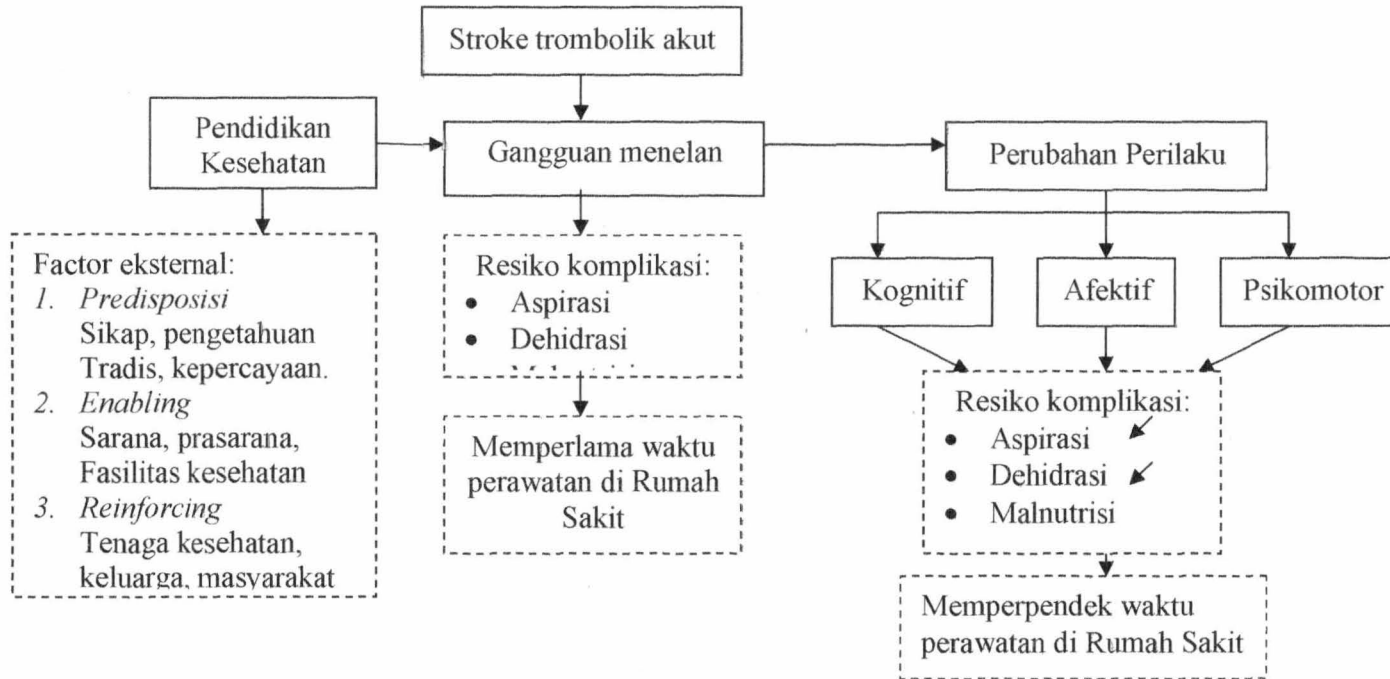 Stroke trombolik akut
Pendidikan
Kesehatan
Gangguan menelan
Perubahan Perilaku
Factor eksternal:
1. Predisposisi
Sikap, pengetahuan
Tradis, kepercayaan.
2. Enabling
Sarana, prasarana,
Fasilitas kesehatan
3. Reinforcing
Tenaga kesehatan,
keluarga, masyarakat
Resiko komplikasi:
• Aspirasi
• Dehidrasi
Memperlama waktu
perawatan di Rumah
Sakit
Kognitif
Afektif
Psikomotor
Resiko komplikasi:
• Aspirasi
• Dehidrasi
• Malnutrisi
Memperpendek waktu
perawatan di Rumah Sakit